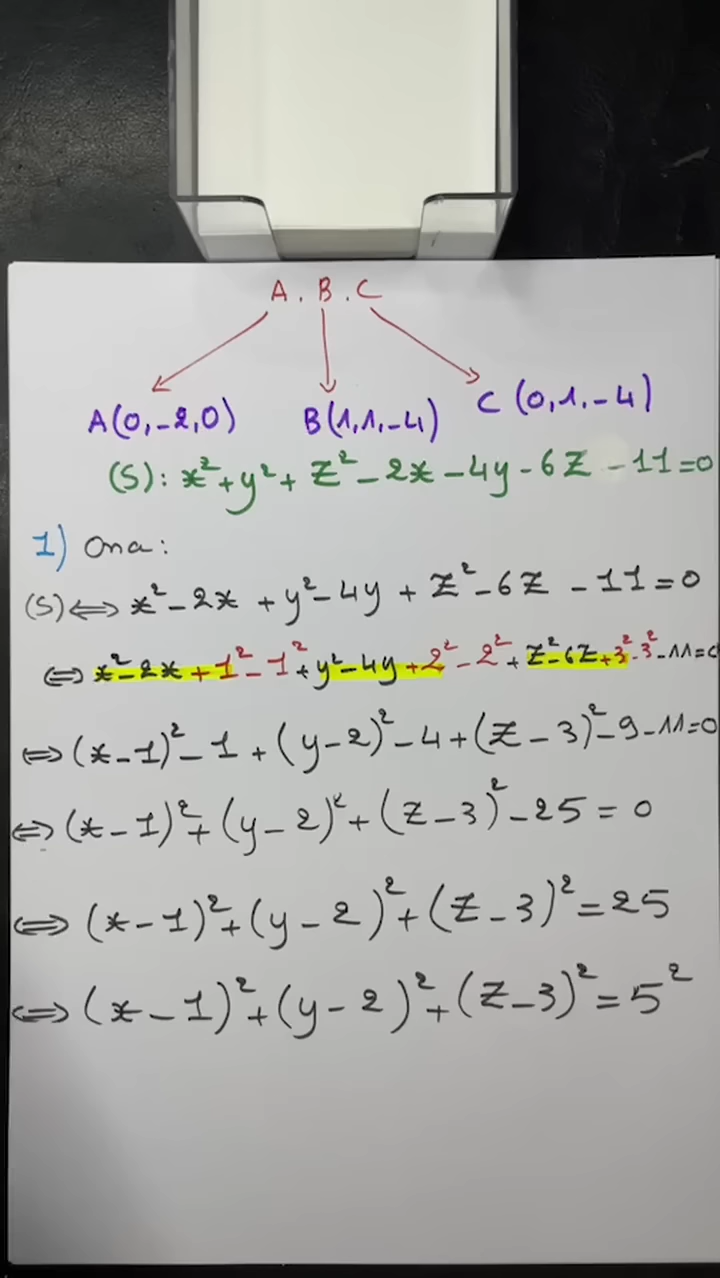 A . B . C
A(0,-2,0) B(1,1,-4) C(0,1,-4)
(S): x²+y²+z²-2x-4y-6z-11=0
1) On a:
(S)⟺x²-2x+y²-4y+z²-6z-11=0
⟺x²-2x+1²-1²+y²-4y+2²-2²+z²-6z+3²-3²-11=0
⟺(x-1)²-1+(y-2)²-4+(z-3)²-9-11=0
⟺(x-1)²+(y-2)²+(z-3)²-25=0
⟺(x-1)²+(y-2)²+(z-3)²=25
⟺(x-1)²+(y-2)²+(z-3)²=5²